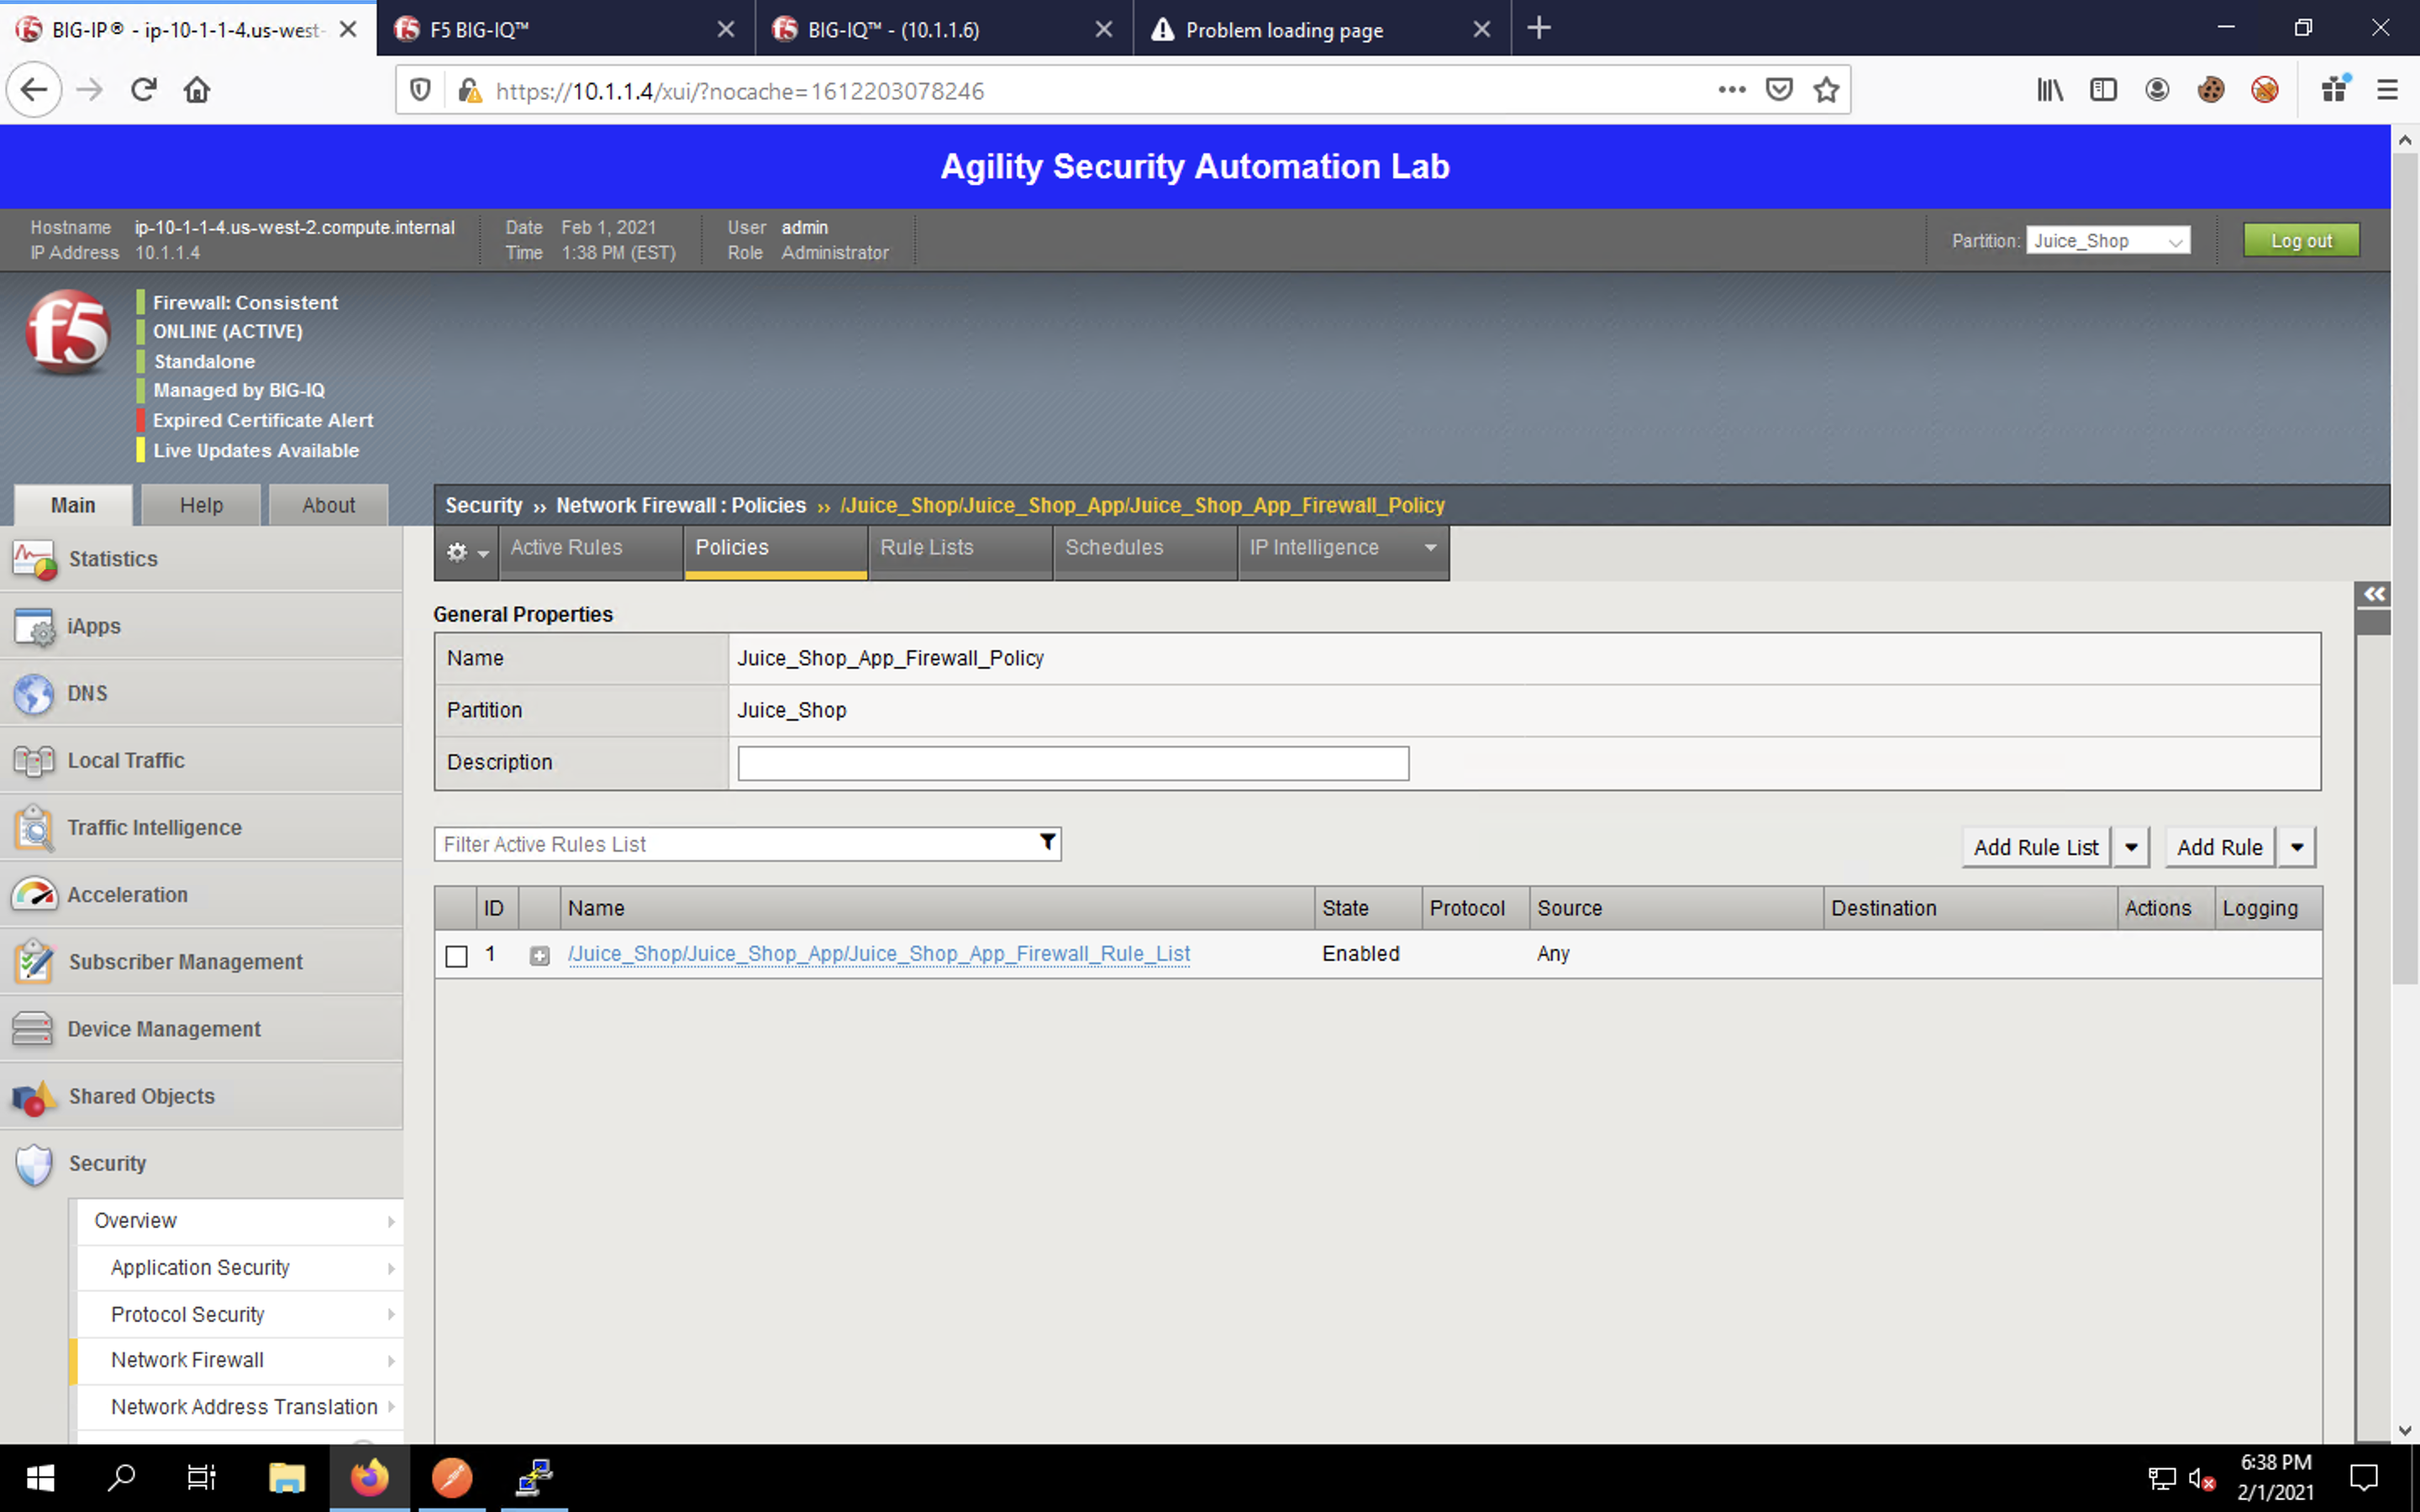 BIG-IP® - ip-10-1-1-4.us-west-
F5 BIG-IQ™
BIG-IQ™ - (10.1.1.6)
Problem loading page
https://10.1.1.4/xui/?nocache=1612203078246
Agility Security Automation Lab
Hostname ip-10-1-1-4.us-west-2.compute.internal
IP Address 10.1.1.4
Date Feb 1, 2021
Time 1:38 PM (EST)
User admin
Role Administrator
Partition: Juice_Shop
Log out
f5
Firewall: Consistent
ONLINE (ACTIVE)
Standalone
Managed by BIG-IQ
Expired Certificate Alert
Live Updates Available
Main Help About
Security ›› Network Firewall : Policies ›› /Juice_Shop/Juice_Shop_App/Juice_Shop_App_Firewall_Policy
Active Rules Policies Rule Lists Schedules IP Intelligence
Statistics
iApps
DNS
Local Traffic
Traffic Intelligence
Acceleration
Subscriber Management
Device Management
Shared Objects
Security
Overview
Application Security
Protocol Security
Network Firewall
Network Address Translation
General Properties
Name Juice_Shop_App_Firewall_Policy
Partition Juice_Shop
Description
Filter Active Rules List
Add Rule List Add Rule
ID Name State Protocol Source Destination Actions Logging
1 /Juice_Shop/Juice_Shop_App/Juice_Shop_App_Firewall_Rule_List Enabled Any
6:38 PM
2/1/2021